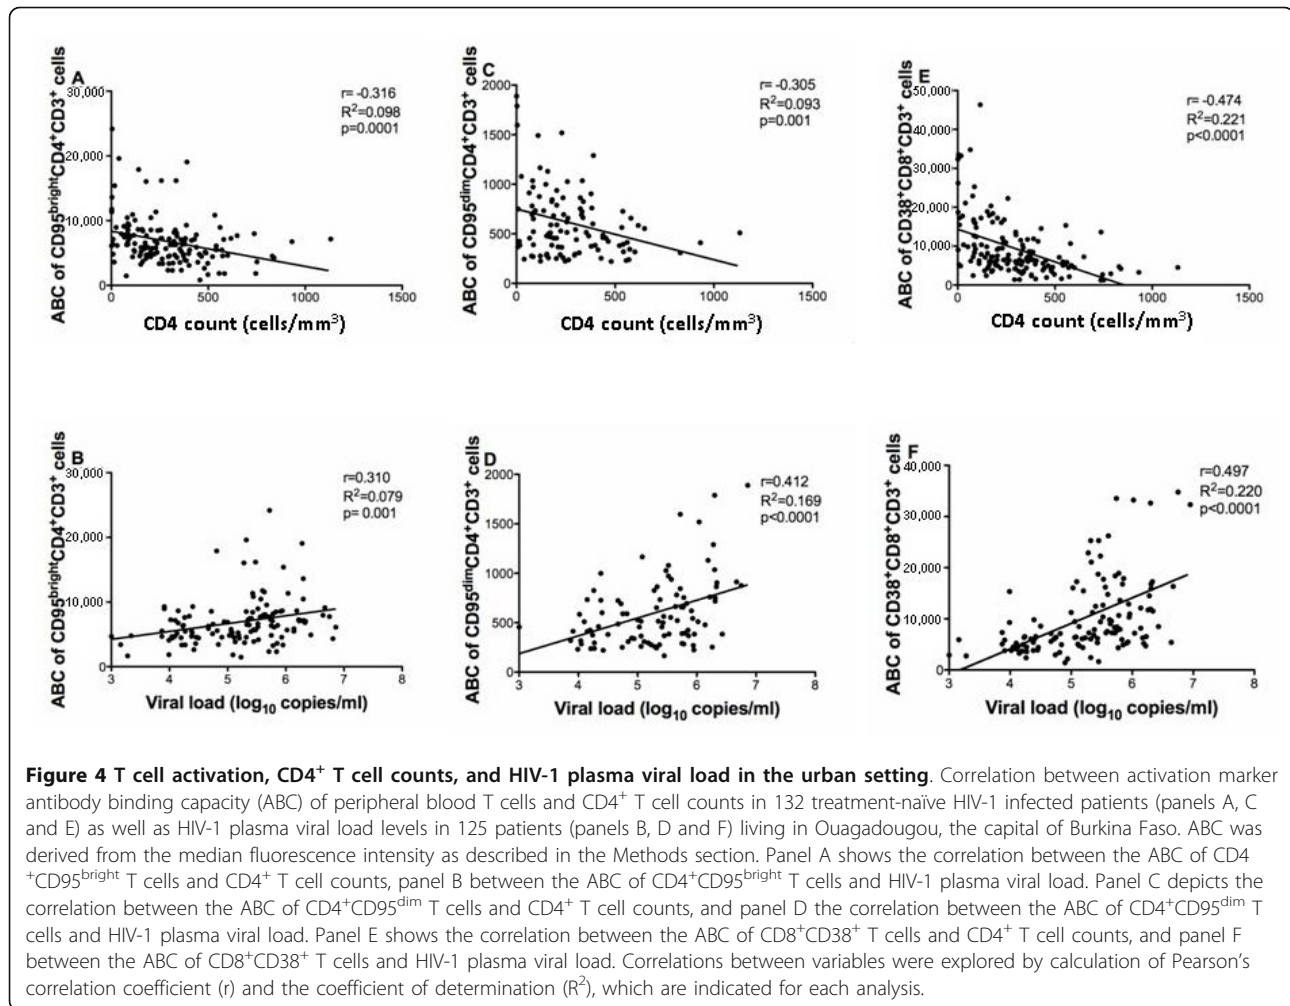 A
ABC of CD95brightCD4+CD3+ cells
30,000
20,000
10,000
0
0
500
1000
1500
CD4 count (cells/mm3)
r= -0.316
R2=0.098
p=0.0001
C
ABC of CD95dimCD4+CD3+ cells
2000
1500
1000
500
0
0
500
1000
1500
CD4 count (cells/mm3)
r= -0.305
R2=0.093
p=0.001
E
ABC of CD38+CD8+CD3+ cells
50,000
40,000
30,000
20,000
10,000
0
0
500
1000
1500
CD4 count (cells/mm3)
r= -0.474
R2=0.221
p<0.0001
B
ABC of CD95brightCD4+CD3+ cells
30,000
20,000
10,000
0
3
4
5
6
7
8
Viral load (log10 copies/ml)
r=0.310
R2=0.079
p= 0.001
D
ABC of CD95dimCD4+CD3+ cells
2000
1500
1000
500
0
3
4
5
6
7
8
Viral load (log10 copies/ml)
r=0.412
R2=0.169
p<0.0001
F
ABC of CD38+CD8+CD3+ cells
40,000
30,000
20,000
10,000
0
3
4
5
6
7
8
Viral load (log10 copies/ml)
r=0.497
R2=0.220
p<0.0001
Figure 4 T cell activation, CD4+ T cell counts, and HIV-1 plasma viral load in the urban setting. Correlation between activation marker
antibody binding capacity (ABC) of peripheral blood T cells and CD4+ T cell counts in 132 treatment-naïve HIV-1 infected patients (panels A, C
and E) as well as HIV-1 plasma viral load levels in 125 patients (panels B, D and F) living in Ouagadougou, the capital of Burkina Faso. ABC was
derived from the median fluorescence intensity as described in the Methods section. Panel A shows the correlation between the ABC of CD4
+CD95bright T cells and CD4+ T cell counts, panel B between the ABC of CD4+CD95bright T cells and HIV-1 plasma viral load. Panel C depicts the
correlation between the ABC of CD4+CD95dim T cells and CD4+ T cell counts, and panel D the correlation between the ABC of CD4+CD95dim T
cells and HIV-1 plasma viral load. Panel E shows the correlation between the ABC of CD8+CD38+ T cells and CD4+ T cell counts, and panel F
between the ABC of CD8+CD38+ T cells and HIV-1 plasma viral load. Correlations between variables were explored by calculation of Pearson's
correlation coefficient (r) and the coefficient of determination (R2), which are indicated for each analysis.